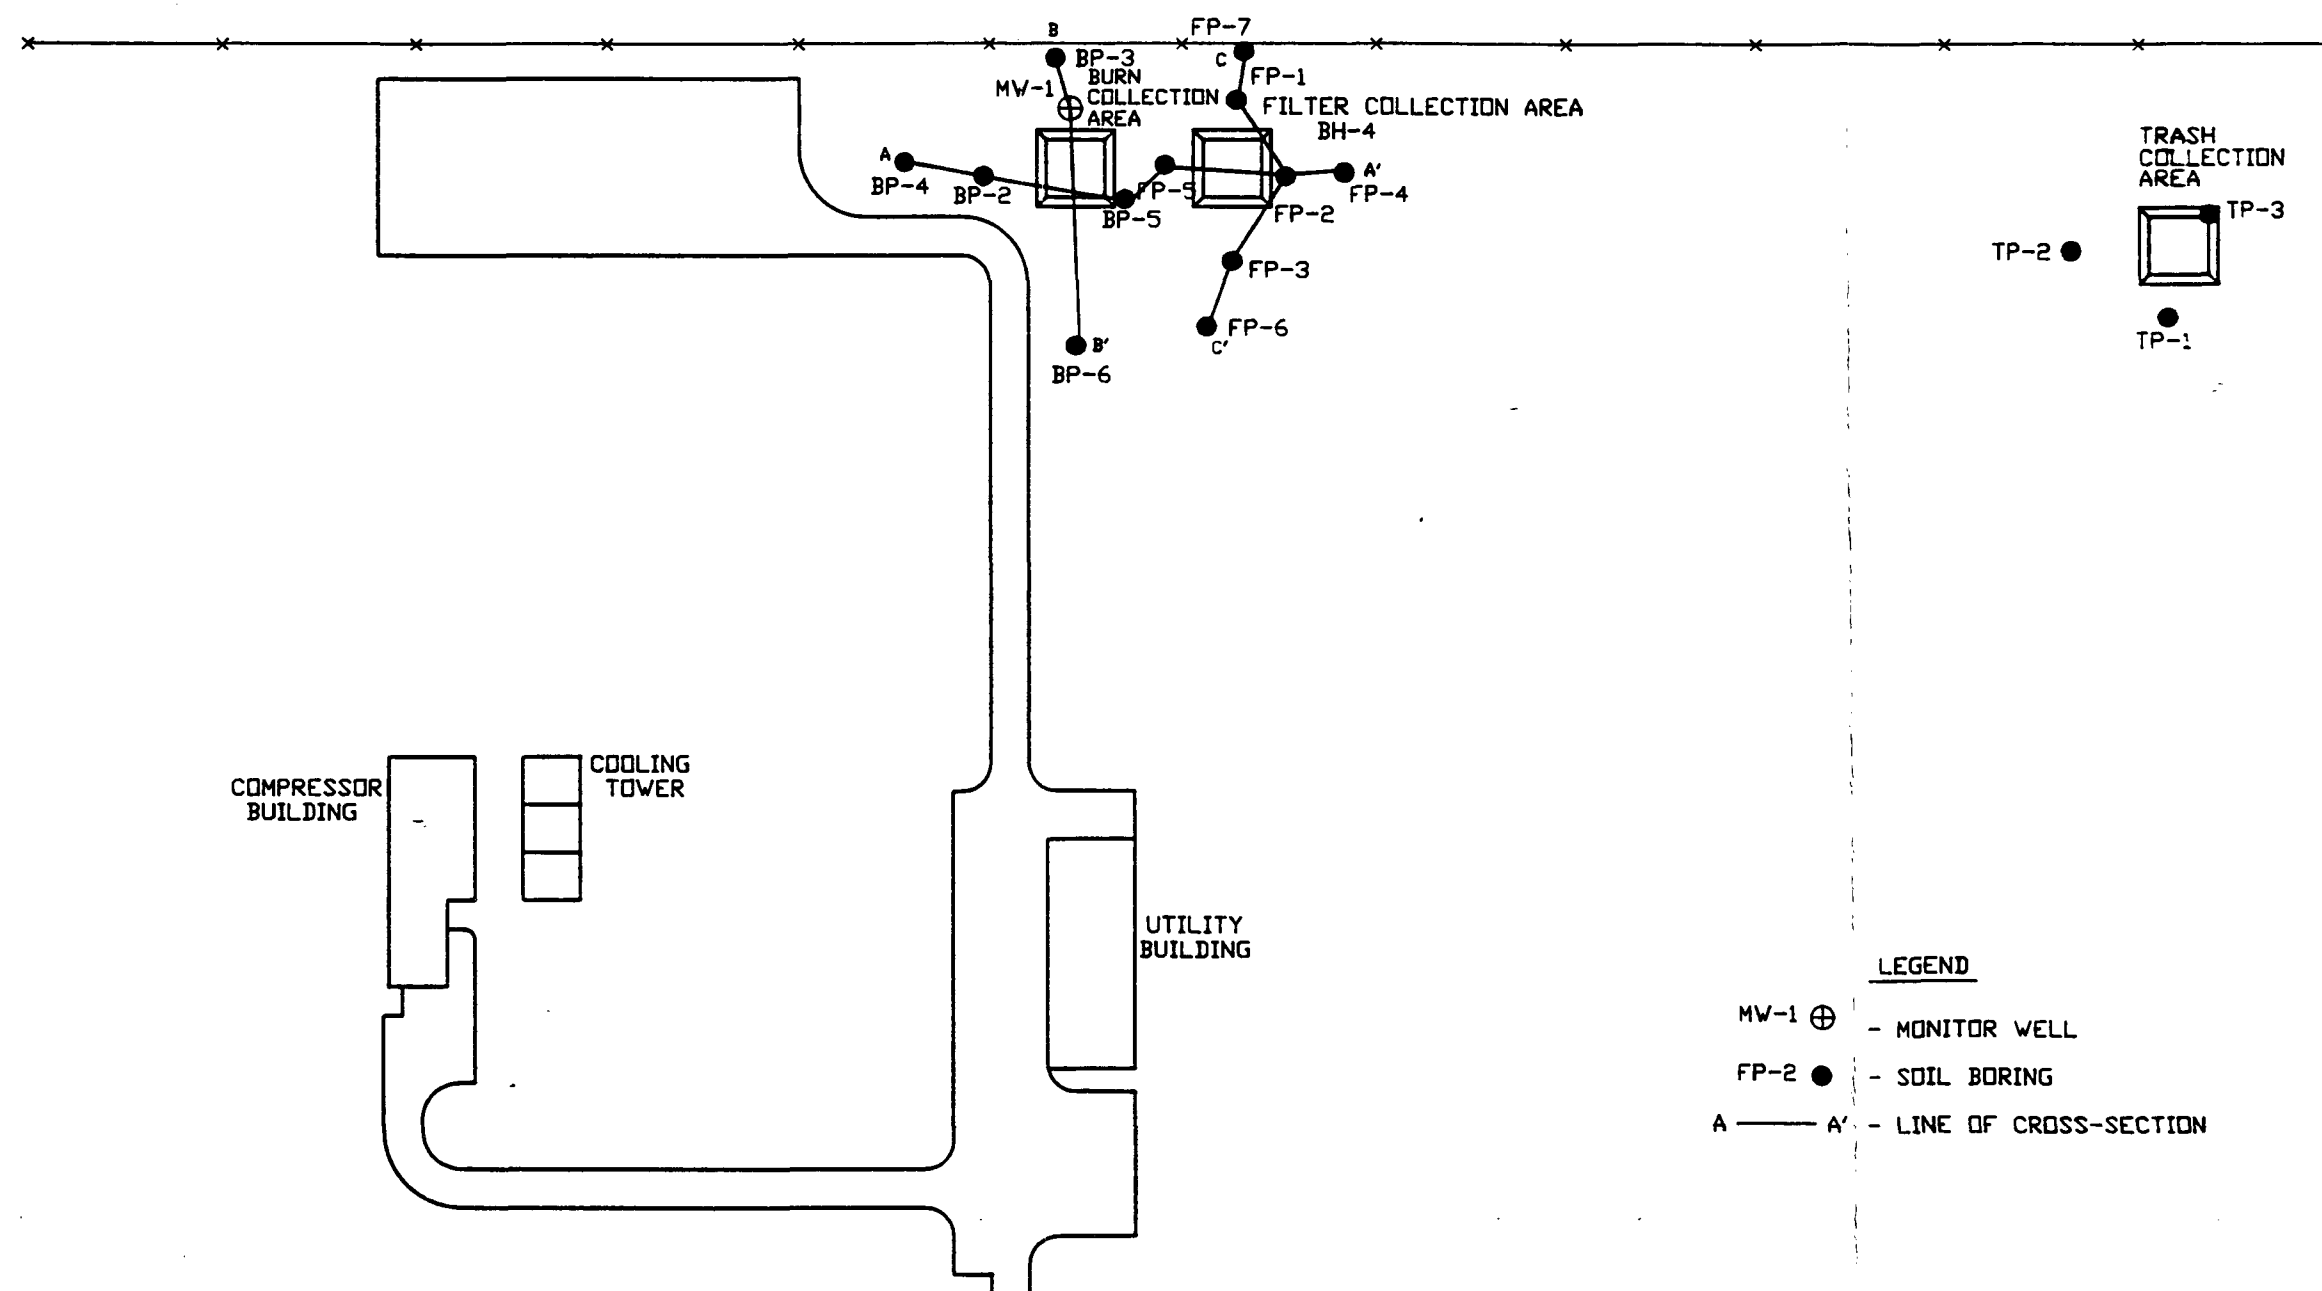 B
FP-7
BP-3
C
FP-1
MW-1
BURN
COLLECTION
AREA
FILTER COLLECTION AREA
BH-4
A
BP-4
BP-2
FP-5
BP-5
A'
FP-4
FP-2
FP-3
FP-6
C'
B'
BP-6
TRASH
COLLECTION
AREA
TP-3
TP-2
TP-1
COMPRESSOR
BUILDING
COOLING
TOWER
UTILITY
BUILDING
LEGEND
MW-1 - MONITOR WELL
FP-2 - SOIL BORING
A A' - LINE OF CROSS-SECTION